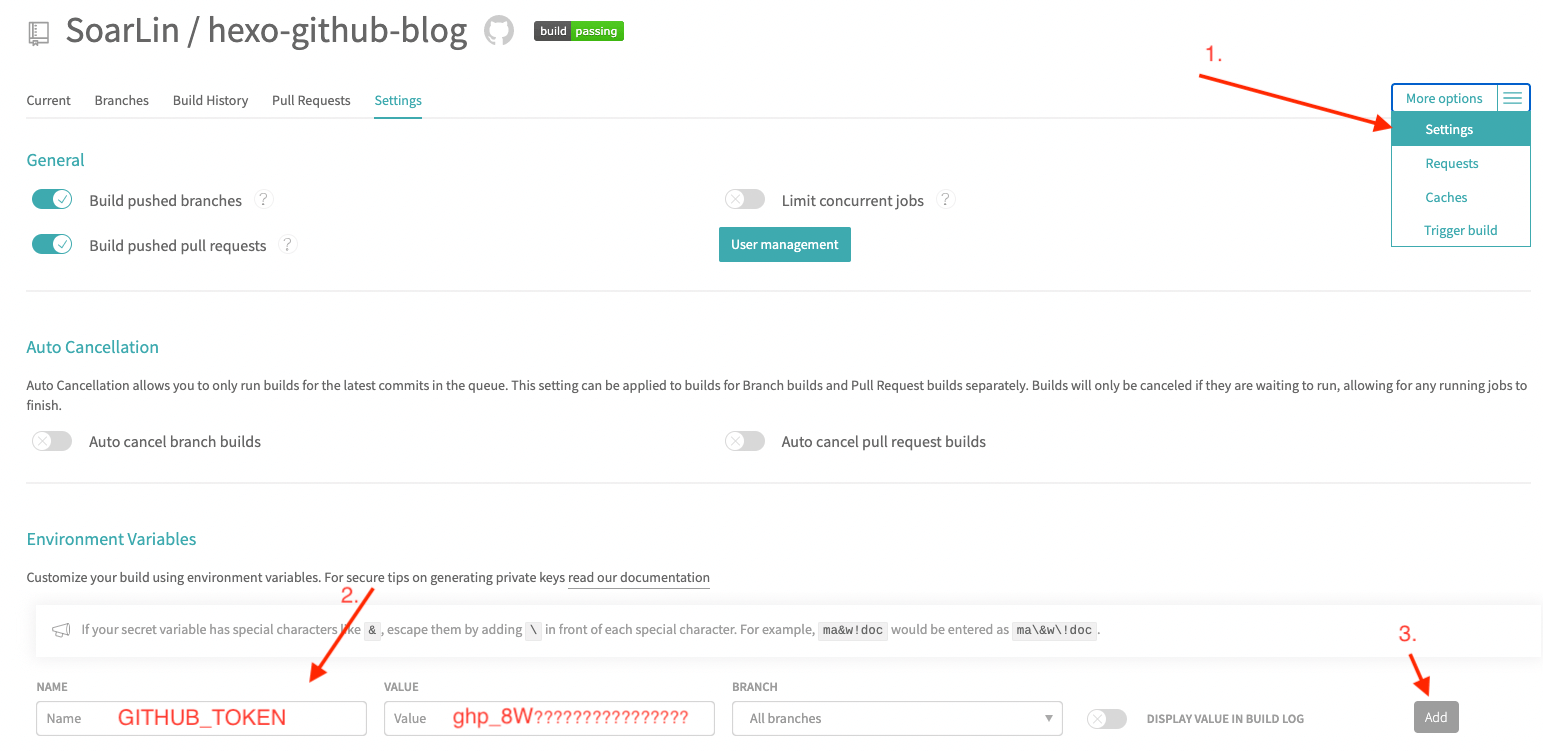 SoarLin / hexo-github-blog
build passing
1.
Current Branches Build History Pull Requests Settings
More options
Settings
Requests
Caches
Trigger build
General
Build pushed branches ?
Limit concurrent jobs ?
Build pushed pull requests ?
User management
Auto Cancellation
Auto Cancellation allows you to only run builds for the latest commits in the queue. This setting can be applied to builds for Branch builds and Pull Request builds separately. Builds will only be canceled if they are waiting to run, allowing for any running jobs to
finish.
Auto cancel branch builds
Auto cancel pull request builds
Environment Variables
Customize your build using environment variables. For secure tips on generating private keys read our documentation
2.
If your secret variable has special characters like &, escape them by adding \ in front of each special character. For example, ma&w!doc would be entered as ma\&w\!doc.
3.
NAME VALUE BRANCH
Name GITHUB_TOKEN Value ghp_8W???????????????? All branches DISPLAY VALUE IN BUILD LOG Add